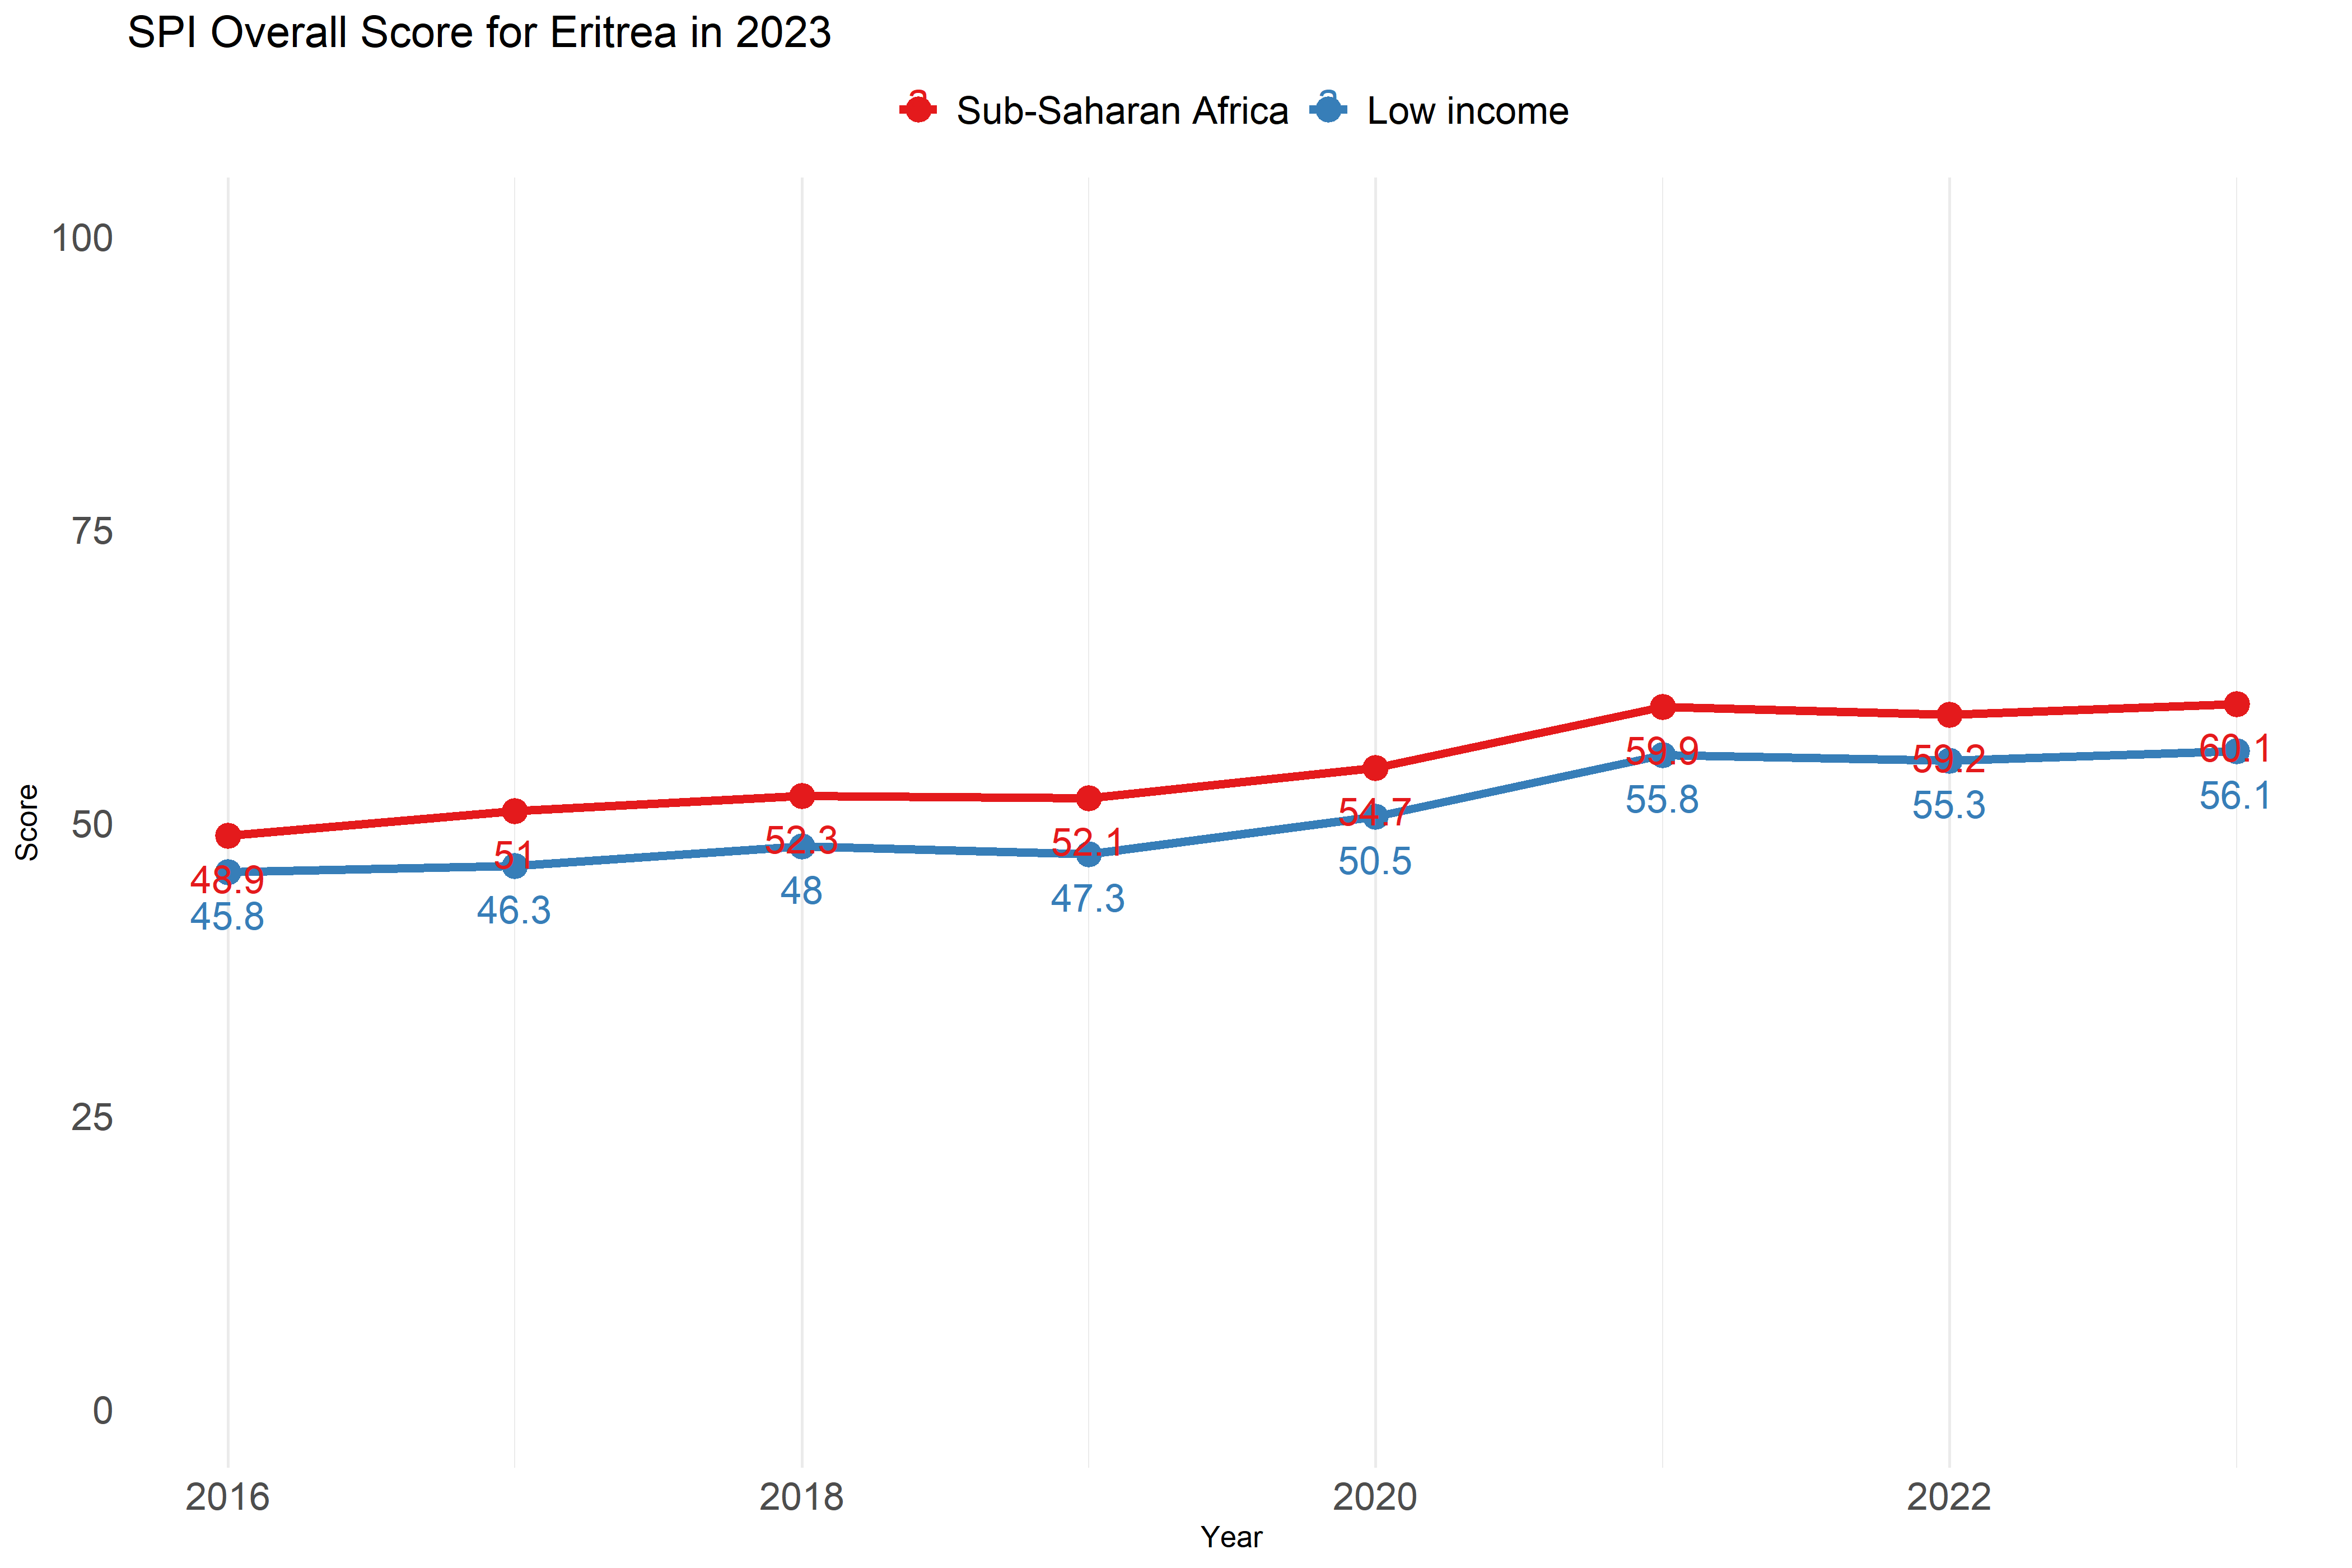 SPI Overall Score for Eritrea in 2023
a Sub-Saharan Africa a Low income
100
75
50
25
0
Score
48.9 51 52.3 52.1 54.7 59.9 59.2 60.1
45.8 46.3 48 47.3 50.5 55.8 55.3 56.1
2016 2018 2020 2022
Year